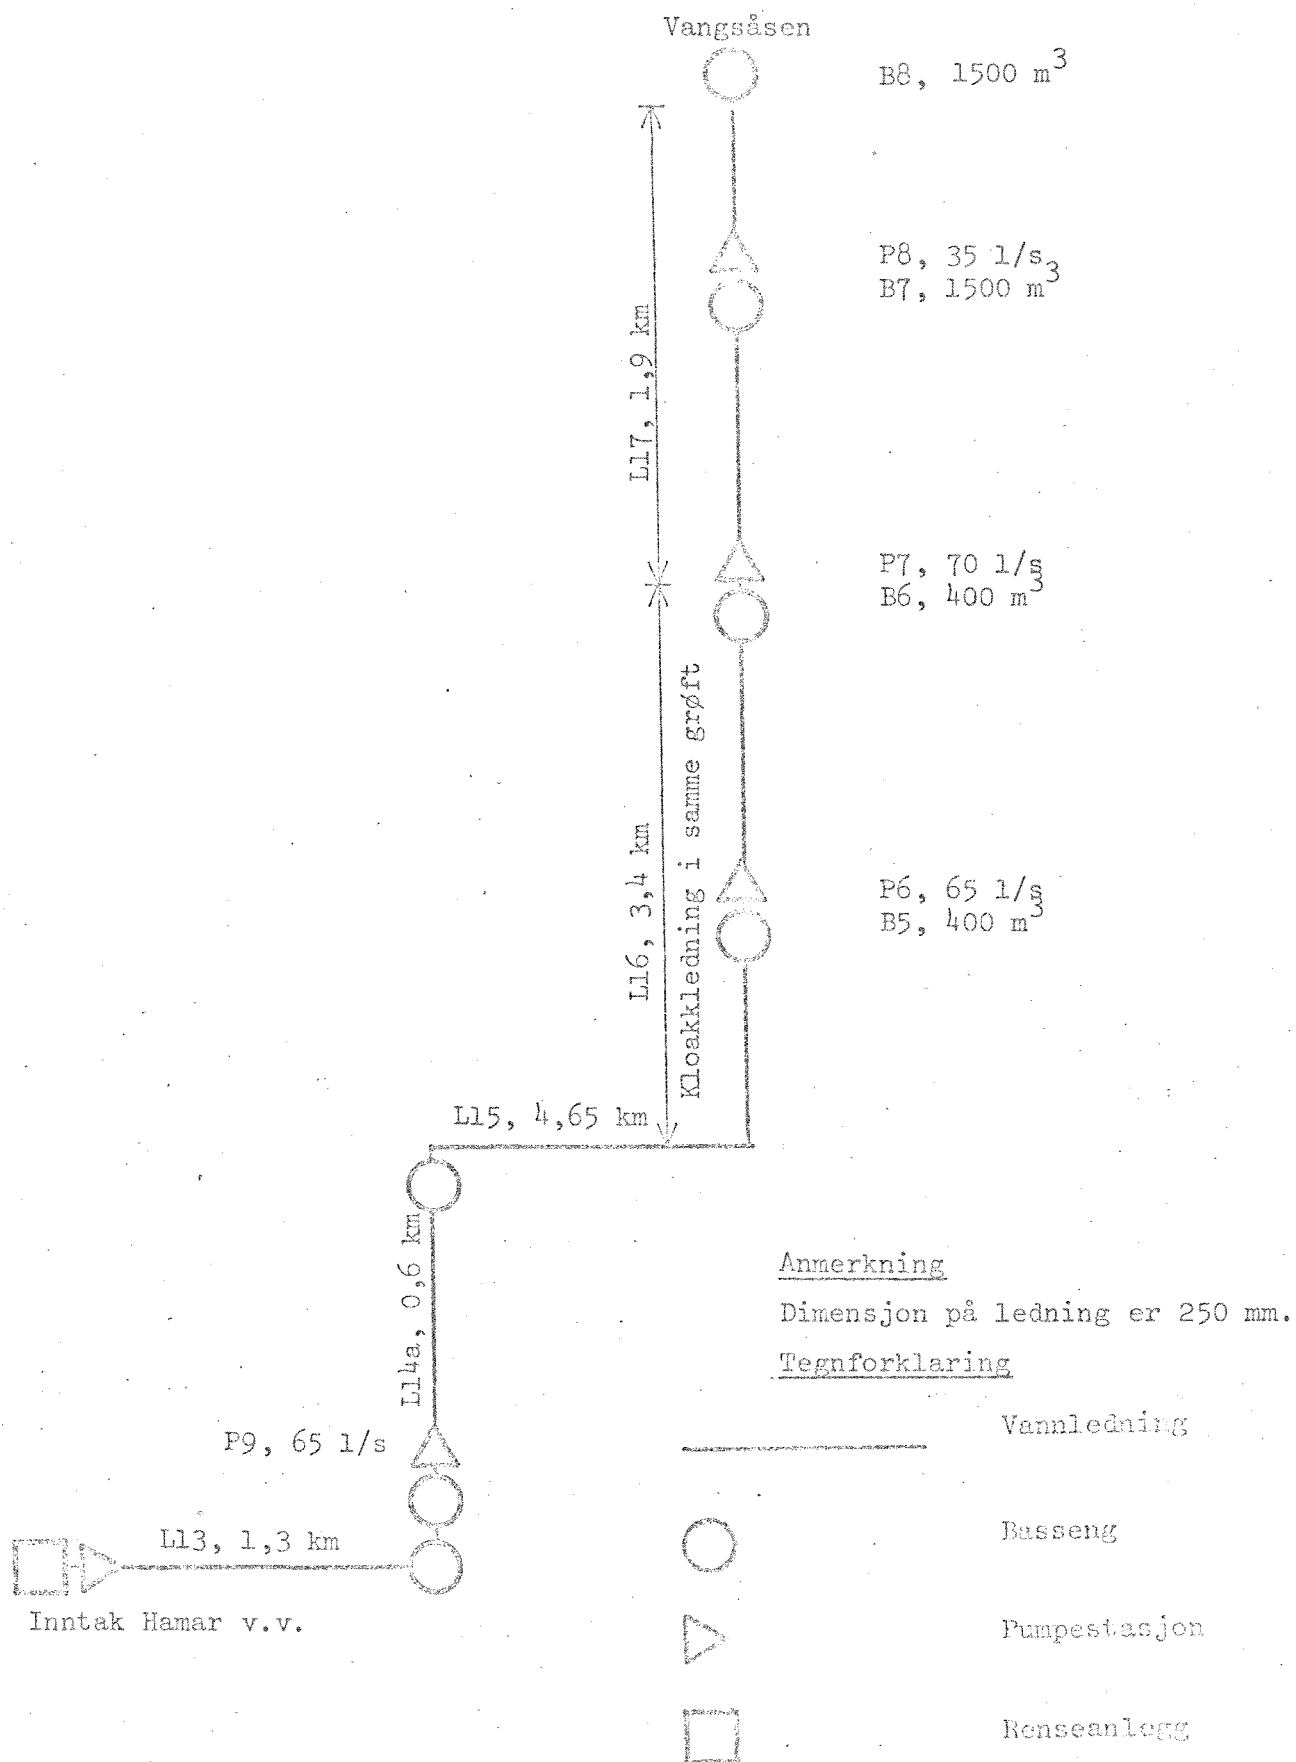 Vangsåsen
B8, 1500 m³
P8, 35 l/s
B7, 1500 m³
L17, 1,9 km
P7, 70 l/s
B6, 400 m³
Kloakkledning i samme grøft
L16, 3,4 km
P6, 65 l/s
B5, 400 m³
L15, 4,65 km
L14a, 0,6 km
Anmerkning
Dimensjon på ledning er 250 mm.
Tegnforklaring
Vannledning
P9, 65 l/s
L13, 1,3 km
Basseng
Inntak Hamar v.v.
Pumpestasjon
Renseanlegg